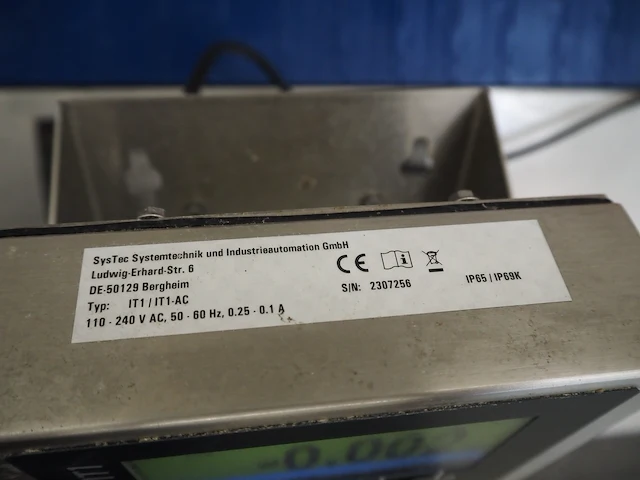 SysTec Systemtechnik und Industrieautomation GmbH
Ludwig-Erhard-Str. 6
DE-50129 Bergheim
Typ: IT1 / IT1-AC
110 - 240 V AC, 50 - 60 Hz, 0.25 - 0.1 A
CE
S/N: 2307256
IP65 / IP69K